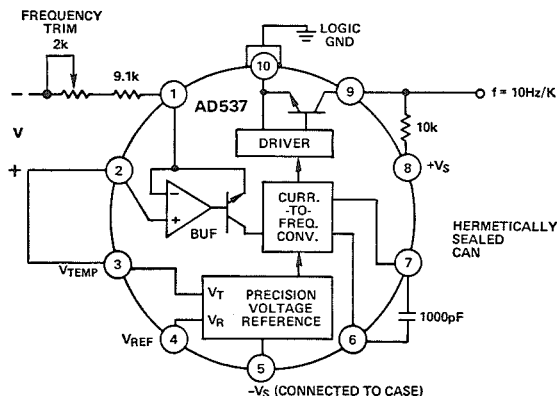 FREQUENCY
TRIM
2k
9.1k
LOGIC
GND
10
1
AD537
9
f = 10Hz/K
–
V
+
10k
DRIVER
2
8
+VS
–
+
BUF
CURR.
-TO-
FREQ.
CONV.
HERMETICALLY
SEALED
CAN
7
3
VTEMP
VT
PRECISION
VOLTAGE
REFERENCE
VR
1000pF
4
VREF
6
5
–VS (CONNECTED TO CASE)